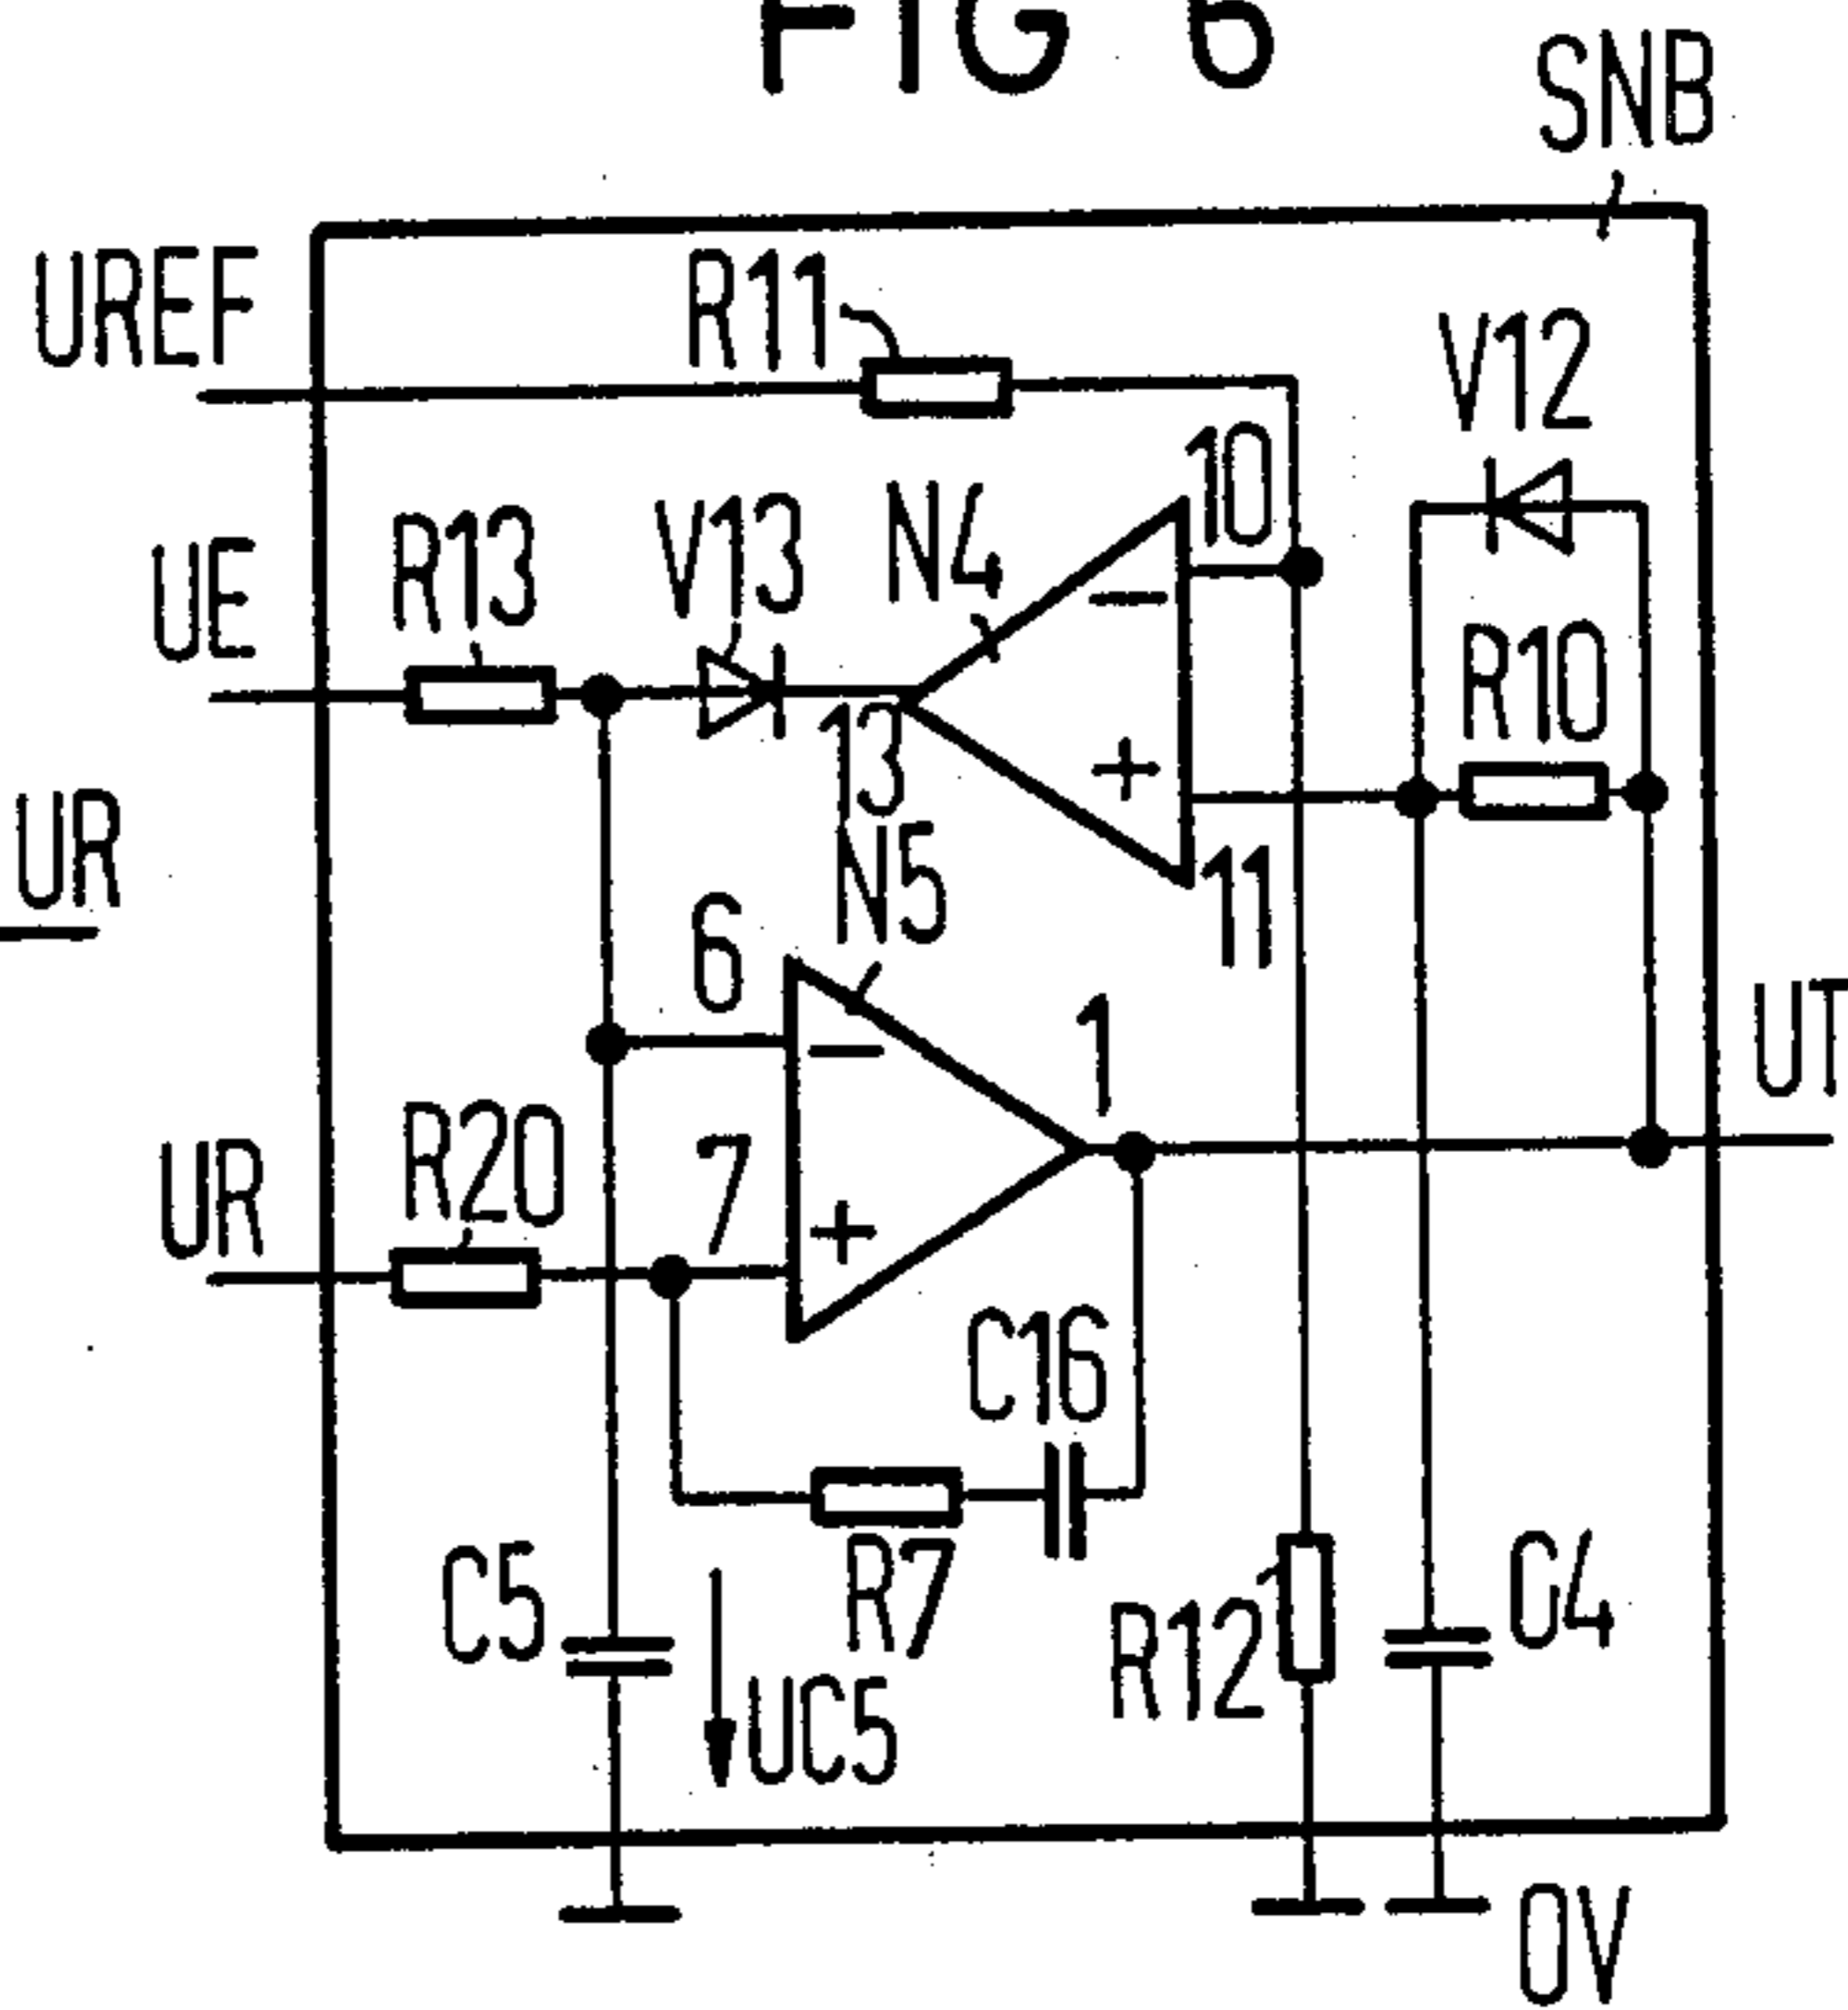 FIG 6
SNB
UREF
R11
V12
10
UE
R13
V13
N4
−
R10
13
+
UR
N5
11
6
−
1
UT
UR
R20
7
+
C16
C5
R7
R12
C4
UC5
0V